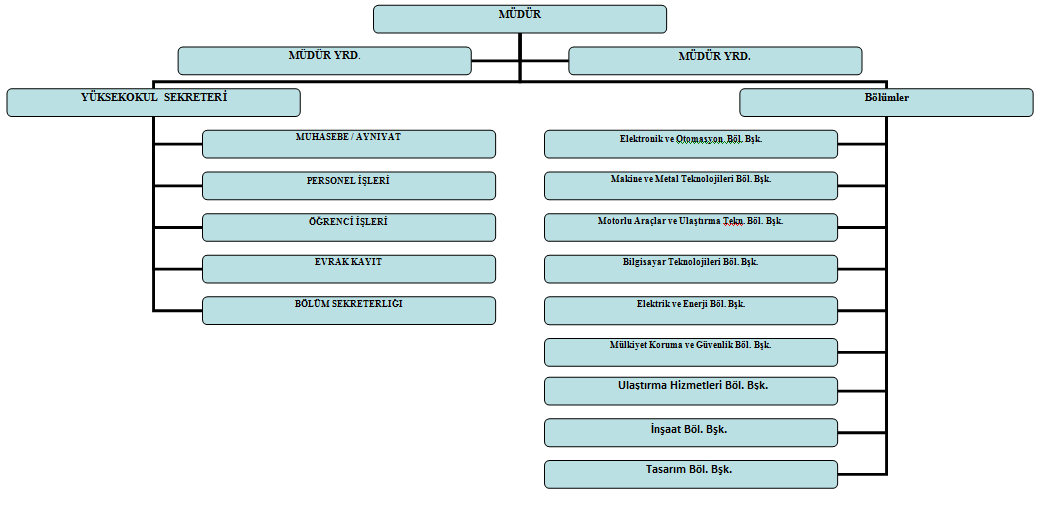 MÜDÜR
MÜDÜR YRD.
MÜDÜR YRD.
YÜKSEKOKUL SEKRETERİ
Bölümler
MUHASEBE / AYNIYAT
PERSONEL İŞLERİ
ÖĞRENCİ İŞLERİ
EVRAK KAYIT
BÖLÜM SEKRETERLIĞI
Elektronik ve Otomasyon. Böl. Bşk.
Makine ve Metal Teknolojileri Böl. Bşk.
Motorlu Araçlar ve Ulaştırma Tekn. Böl. Bşk.
Bilgisayar Teknolojileri Böl. Bşk.
Elektrik ve Enerji Böl. Bşk.
Mülkiyet Koruma ve Güvenlik Böl. Bşk.
Ulaştırma Hizmetleri Böl. Bşk.
İnşaat Böl. Bşk.
Tasarım Böl. Bşk.